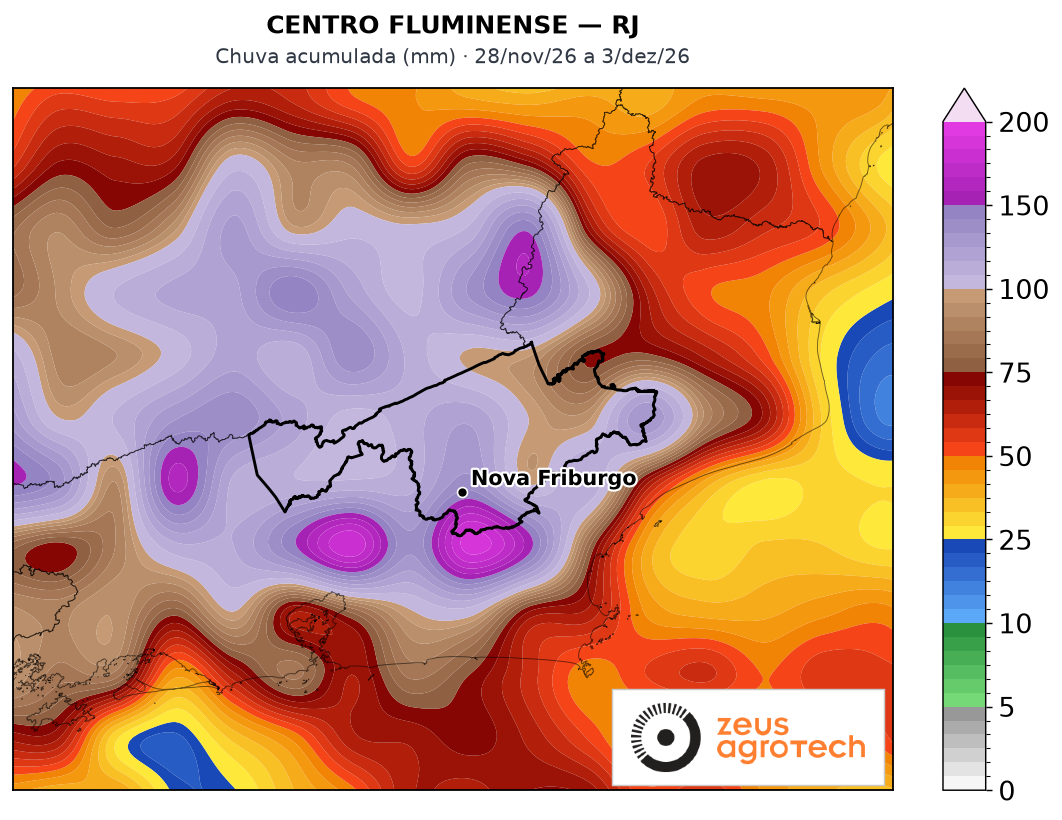 CENTRO FLUMINENSE — RJ
Chuva acumulada (mm) · 28/nov/26 a 3/dez/26
200
150
100
75
50
25
10
5
0
Nova Friburgo
zeus
agrotech